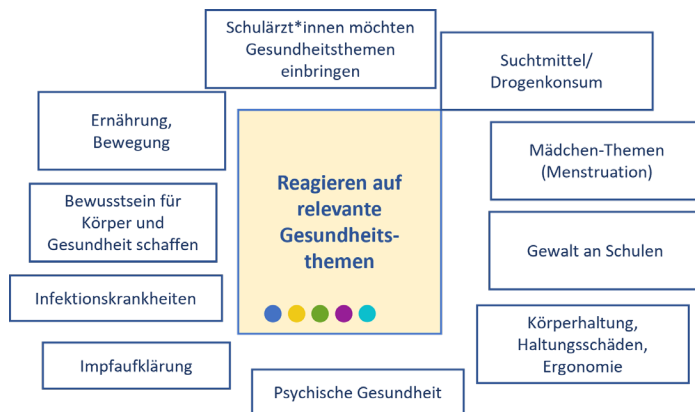 Schulärzt*innen möchten
Gesundheitsthemen
einbringen
Suchtmittel/
Drogenkonsum
Ernährung,
Bewegung
Mädchen-Themen
(Menstruation)
Reagieren auf
relevante
Gesundheits-
themen
Bewusstsein für
Körper und
Gesundheit schaffen
Gewalt an Schulen
Infektionskrankheiten
Körperhaltung,
Haltungsschäden,
Ergonomie
Impfaufklärung
Psychische Gesundheit